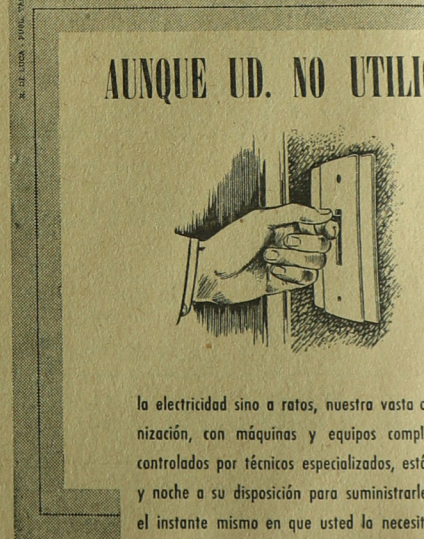 AUNQUE UD. NO UTILI
la electricidad sino a ratos, nuestra vasta
nización, con máquinas y equipos compl
controlados por técnicos especializados, est
y noche a su disposición para suministrarle
el instante mismo en que usted la necesit